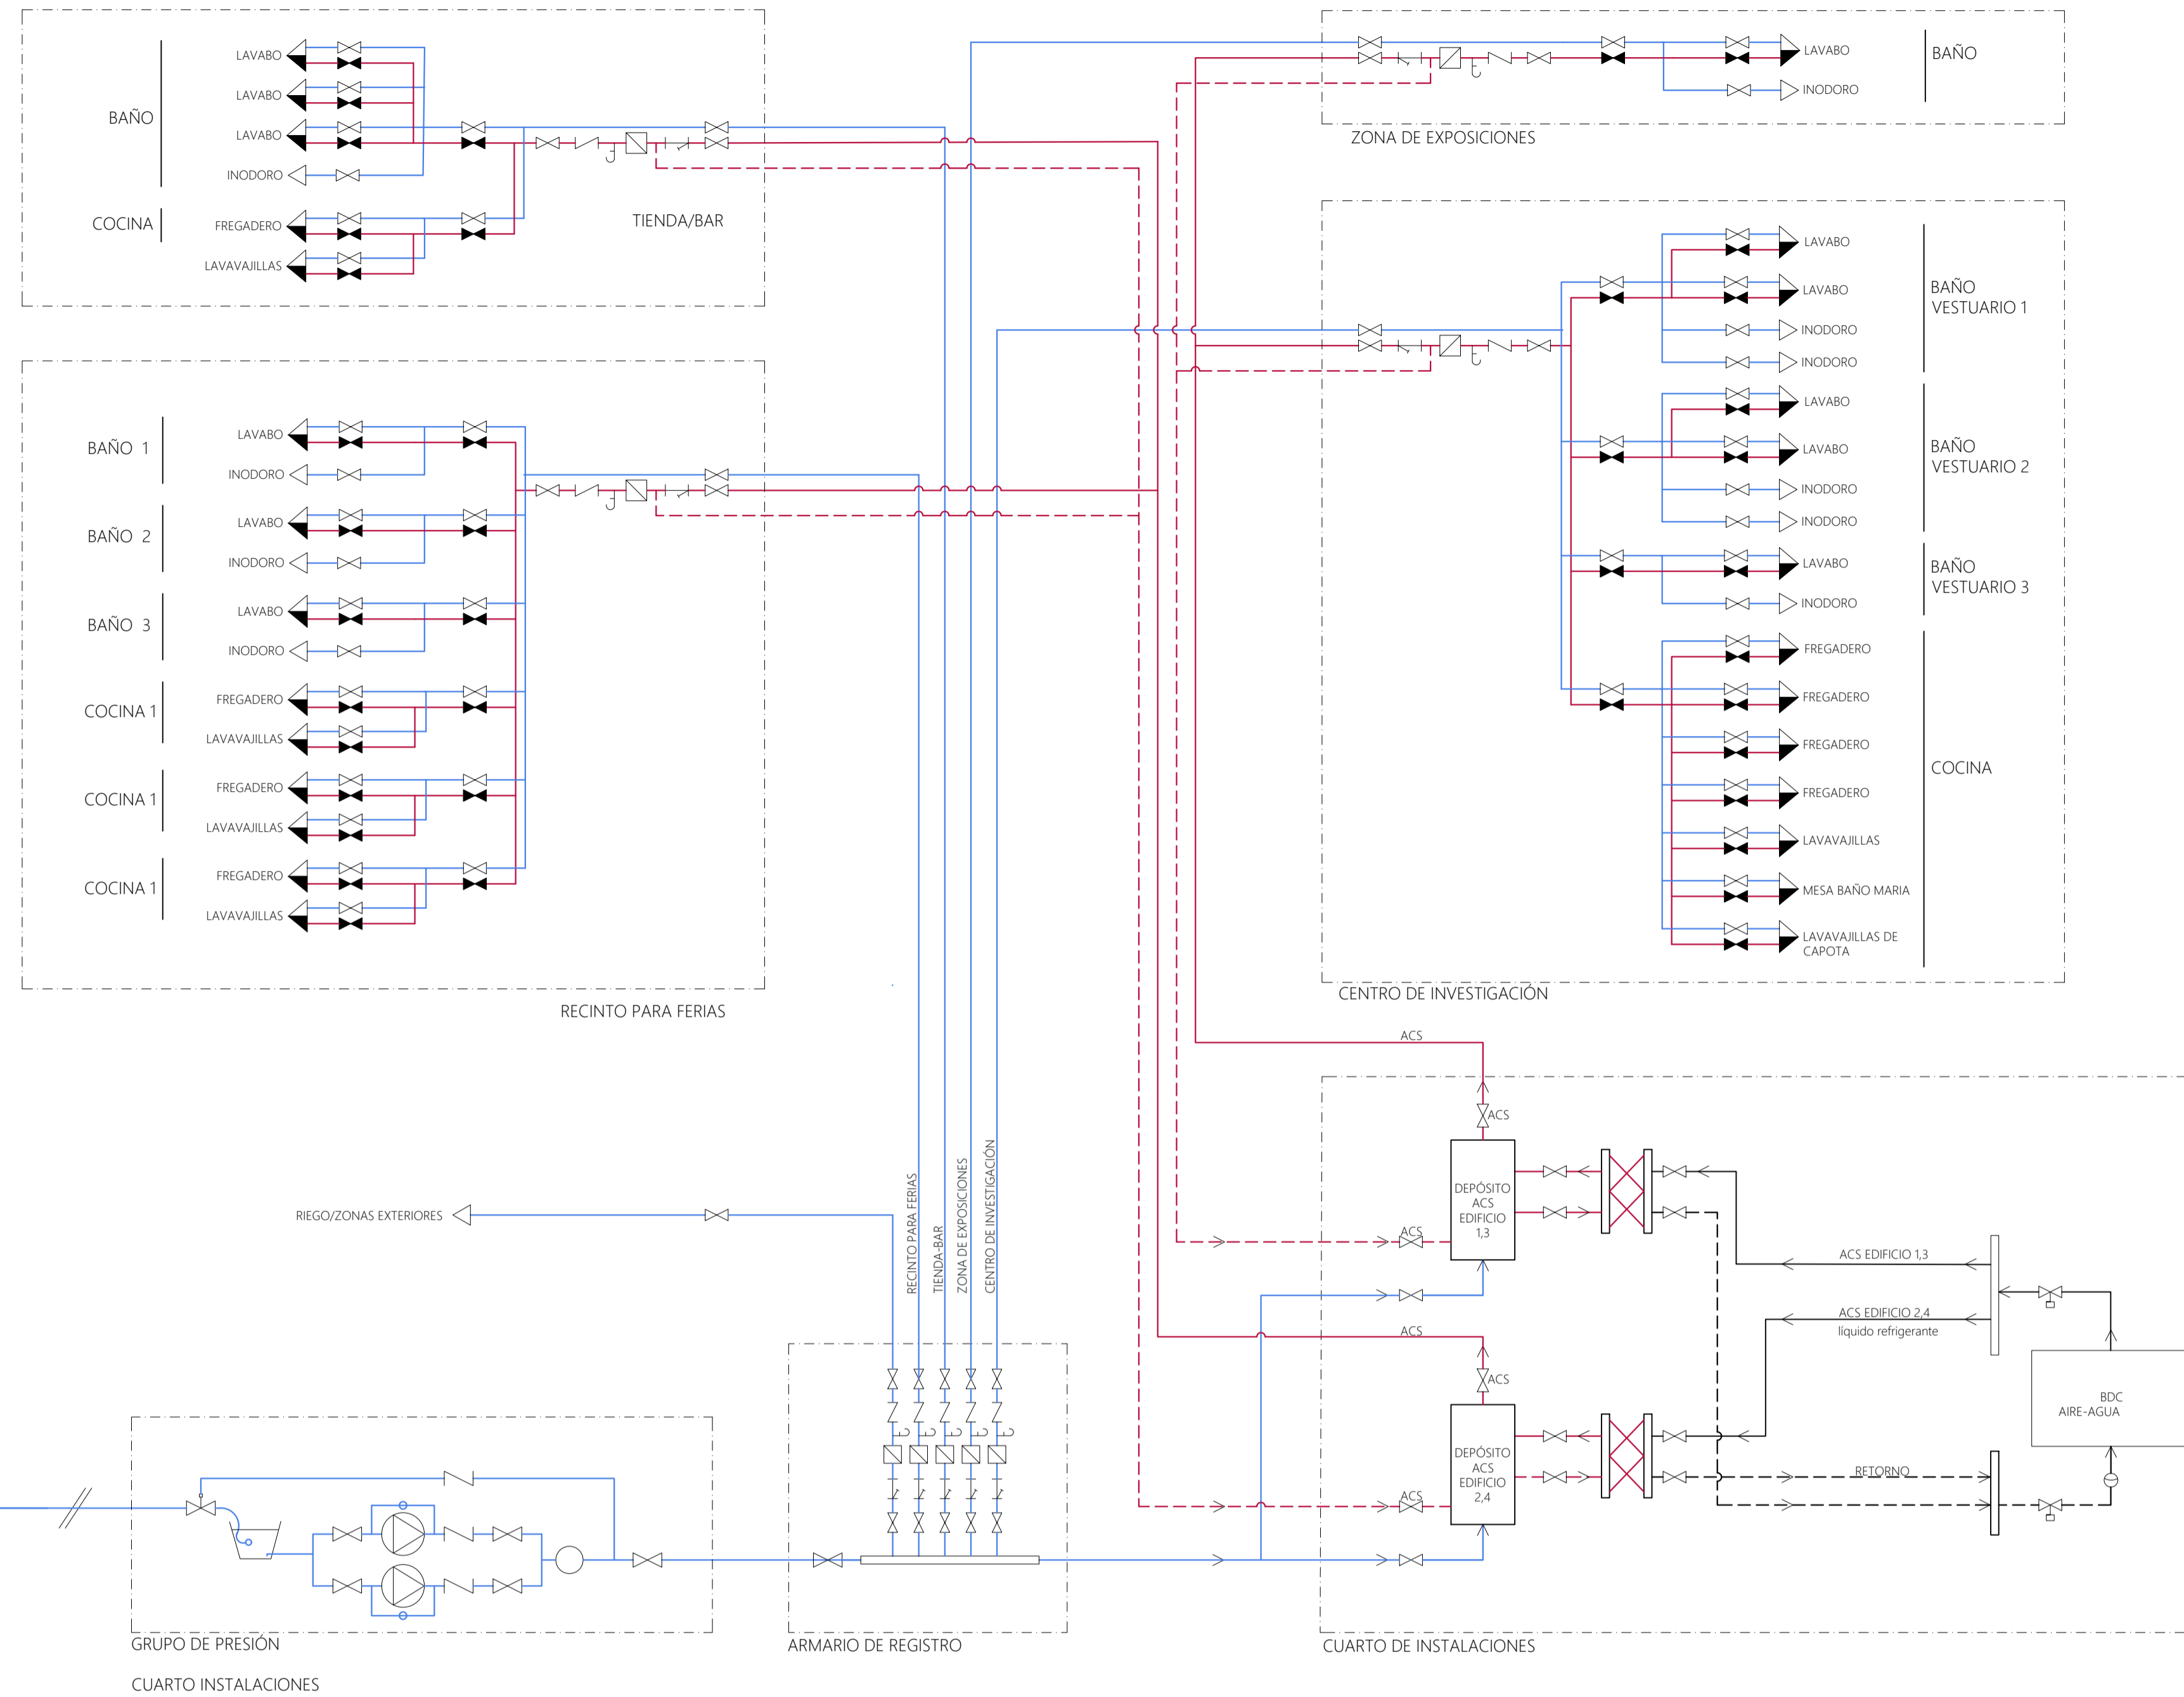 BAÑO
LAVABO
LAVABO
LAVABO
INODORO
COCINA
FREGADERO
LAVAVAJILLAS
TIENDA/BAR
BAÑO 1
LAVABO
INODORO
BAÑO 2
LAVABO
INODORO
BAÑO 3
LAVABO
INODORO
COCINA 1
FREGADERO
LAVAVAJILLAS
COCINA 1
FREGADERO
LAVAVAJILLAS
COCINA 1
FREGADERO
LAVAVAJILLAS
RECINTO PARA FERIAS
LAVABO
INODORO
BAÑO
ZONA DE EXPOSICIONES
LAVABO
LAVABO
INODORO
INODORO
BAÑO
VESTUARIO 1
LAVABO
LAVABO
INODORO
INODORO
BAÑO
VESTUARIO 2
LAVABO
INODORO
BAÑO
VESTUARIO 3
FREGADERO
FREGADERO
FREGADERO
FREGADERO
LAVAVAJILLAS
MESA BAÑO MARIA
LAVAVAJILLAS DE
CAPOTA
COCINA
CENTRO DE INVESTIGACIÓN
RIEGO/ZONAS EXTERIORES
RECINTO PARA FERIAS
TIENDA-BAR
ZONA DE EXPOSICIONES
CENTRO DE INVESTIGACIÓN
ACS
ACS
DEPÓSITO
ACS
EDIFICIO
1,3
ACS
ACS
ACS
DEPÓSITO
ACS
EDIFICIO
2,4
ACS
ACS EDIFICIO 1,3
ACS EDIFICIO 2,4
líquido refrigerante
RETORNO
BDC
AIRE-AGUA
GRUPO DE PRESIÓN
CUARTO INSTALACIONES
ARMARIO DE REGISTRO
CUARTO DE INSTALACIONES